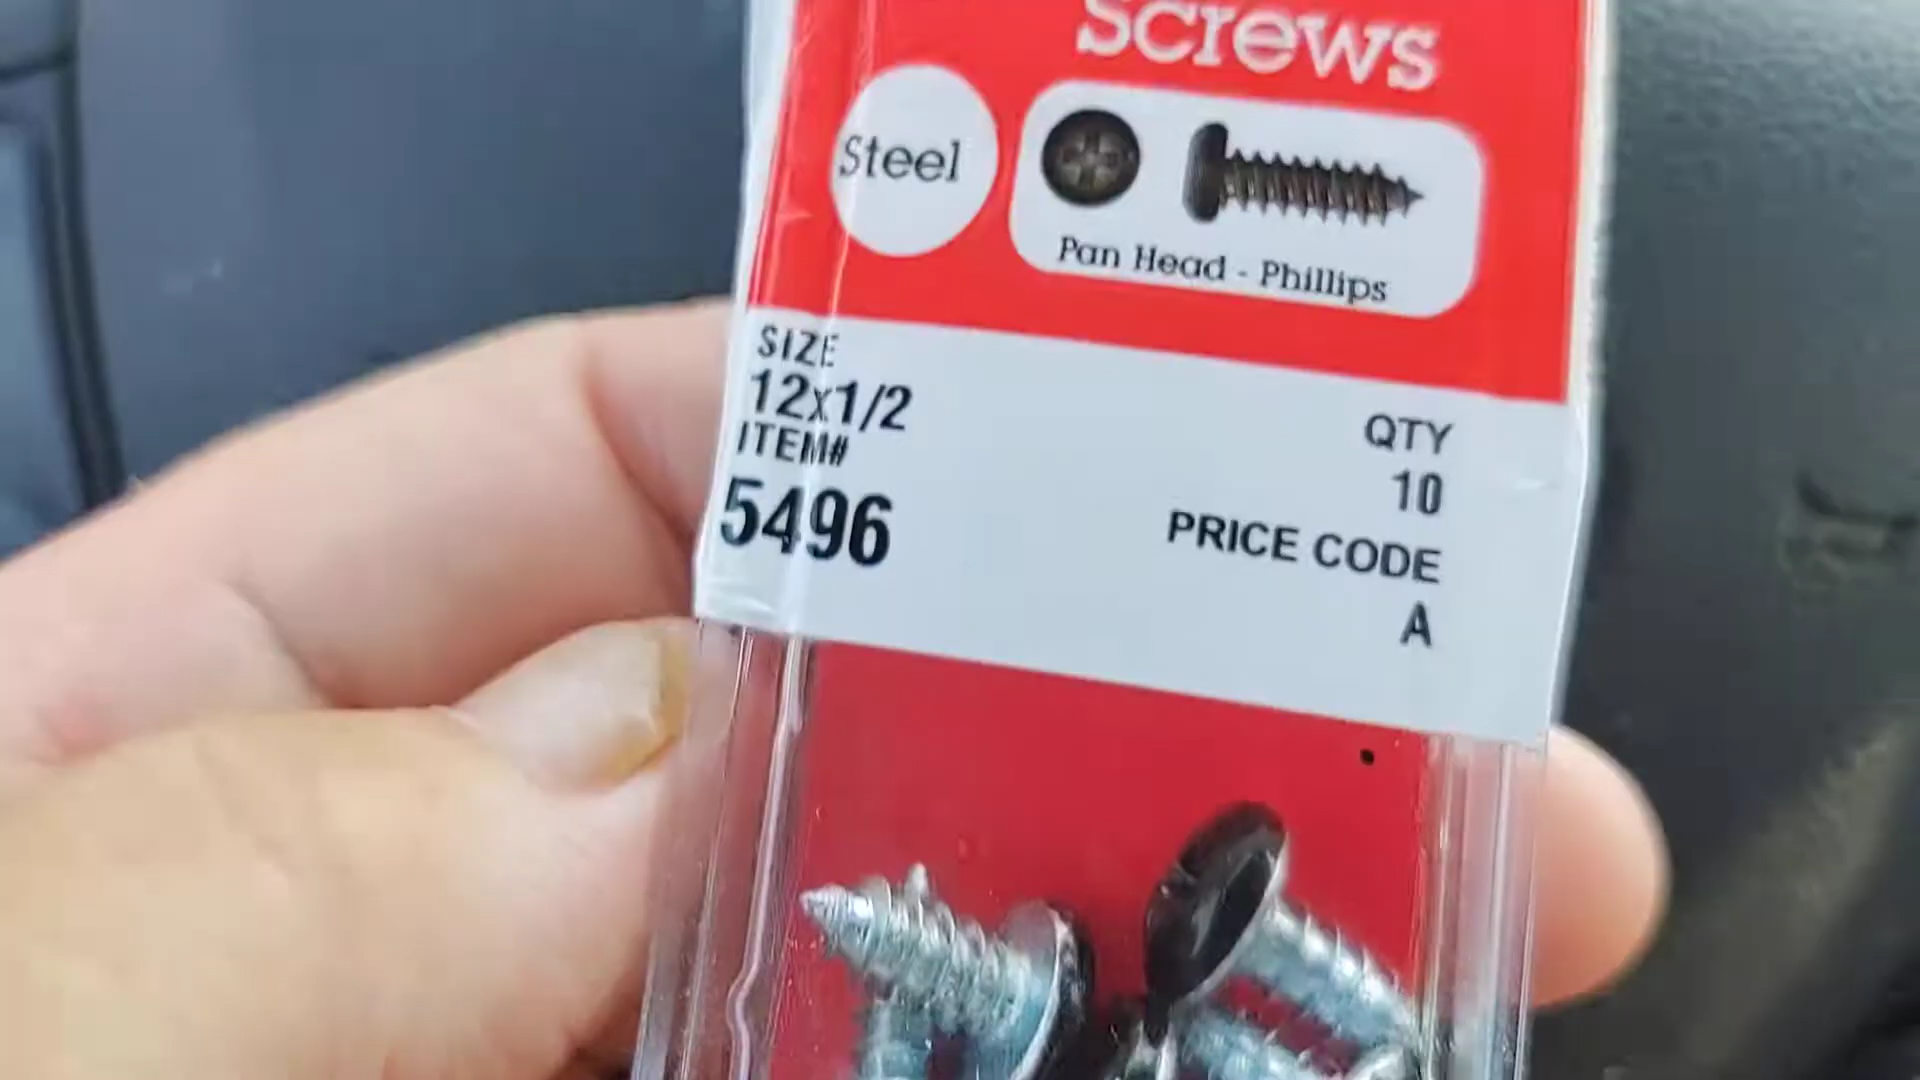 Screws
Steel
Pan Head - Phillips
SIZE
12x1/2
ITEM#
5496
QTY
10
PRICE CODE
A